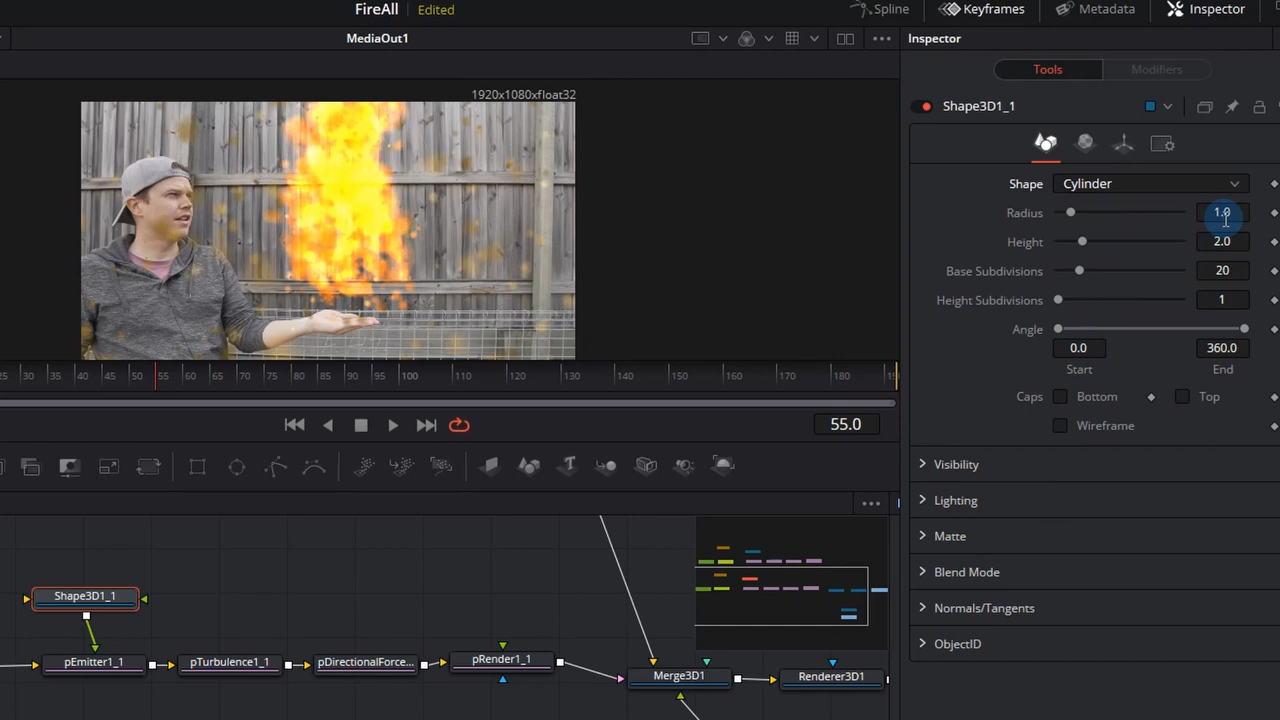 FireAll Edited
Spline Keyframes Metadata Inspector
MediaOut1
Inspector
Tools Modifiers
1920x1080xfloat32
Shape3D1_1
Shape Cylinder
Radius 1.0
Height 2.0
Base Subdivisions 20
Height Subdivisions 1
Angle
0.0 360.0
Start End
Caps Bottom Top
Wireframe
25 30 35 40 45 50 55 60 65 70 75 80 85 90 95 100 110 120 130 140 150 160 170 180
55.0
Visibility
Lighting
Matte
Blend Mode
Normals/Tangents
ObjectID
Shape3D1_1
pEmitter1_1 pTurbulence1_1 pDirectionalForce... pRender1_1
Merge3D1 Renderer3D1